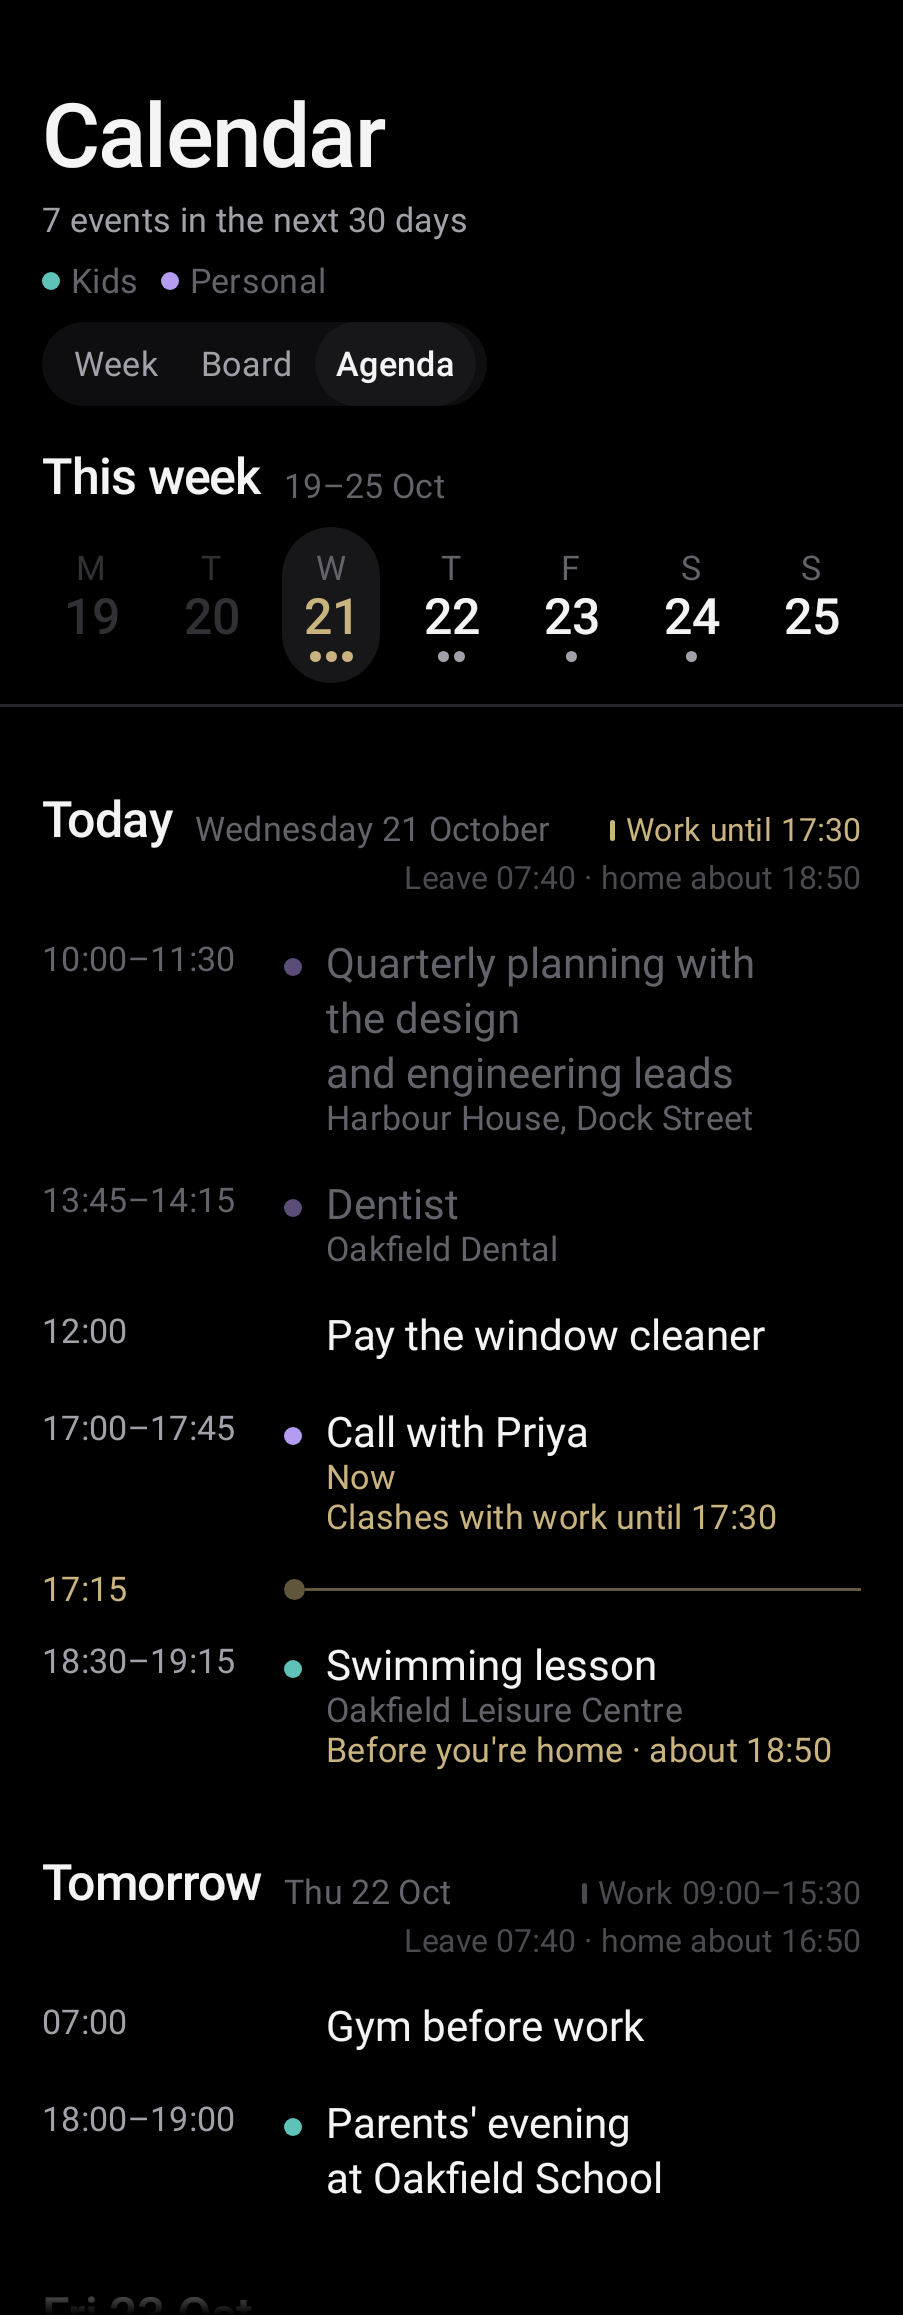 Calendar
7 events in the next 30 days
Kids Personal
Week Board Agenda
This week 19–25 Oct
M T W T F S S
19 20 21 22 23 24 25
Today Wednesday 21 October Work until 17:30
Leave 07:40 · home about 18:50
10:00–11:30 Quarterly planning with
the design
and engineering leads
Harbour House, Dock Street
13:45–14:15 Dentist
Oakfield Dental
12:00 Pay the window cleaner
17:00–17:45 Call with Priya
Now
Clashes with work until 17:30
17:15
18:30–19:15 Swimming lesson
Oakfield Leisure Centre
Before you're home · about 18:50
Tomorrow Thu 22 Oct Work 09:00–15:30
Leave 07:40 · home about 16:50
07:00 Gym before work
18:00–19:00 Parents' evening
at Oakfield School
Fri 23 Oct